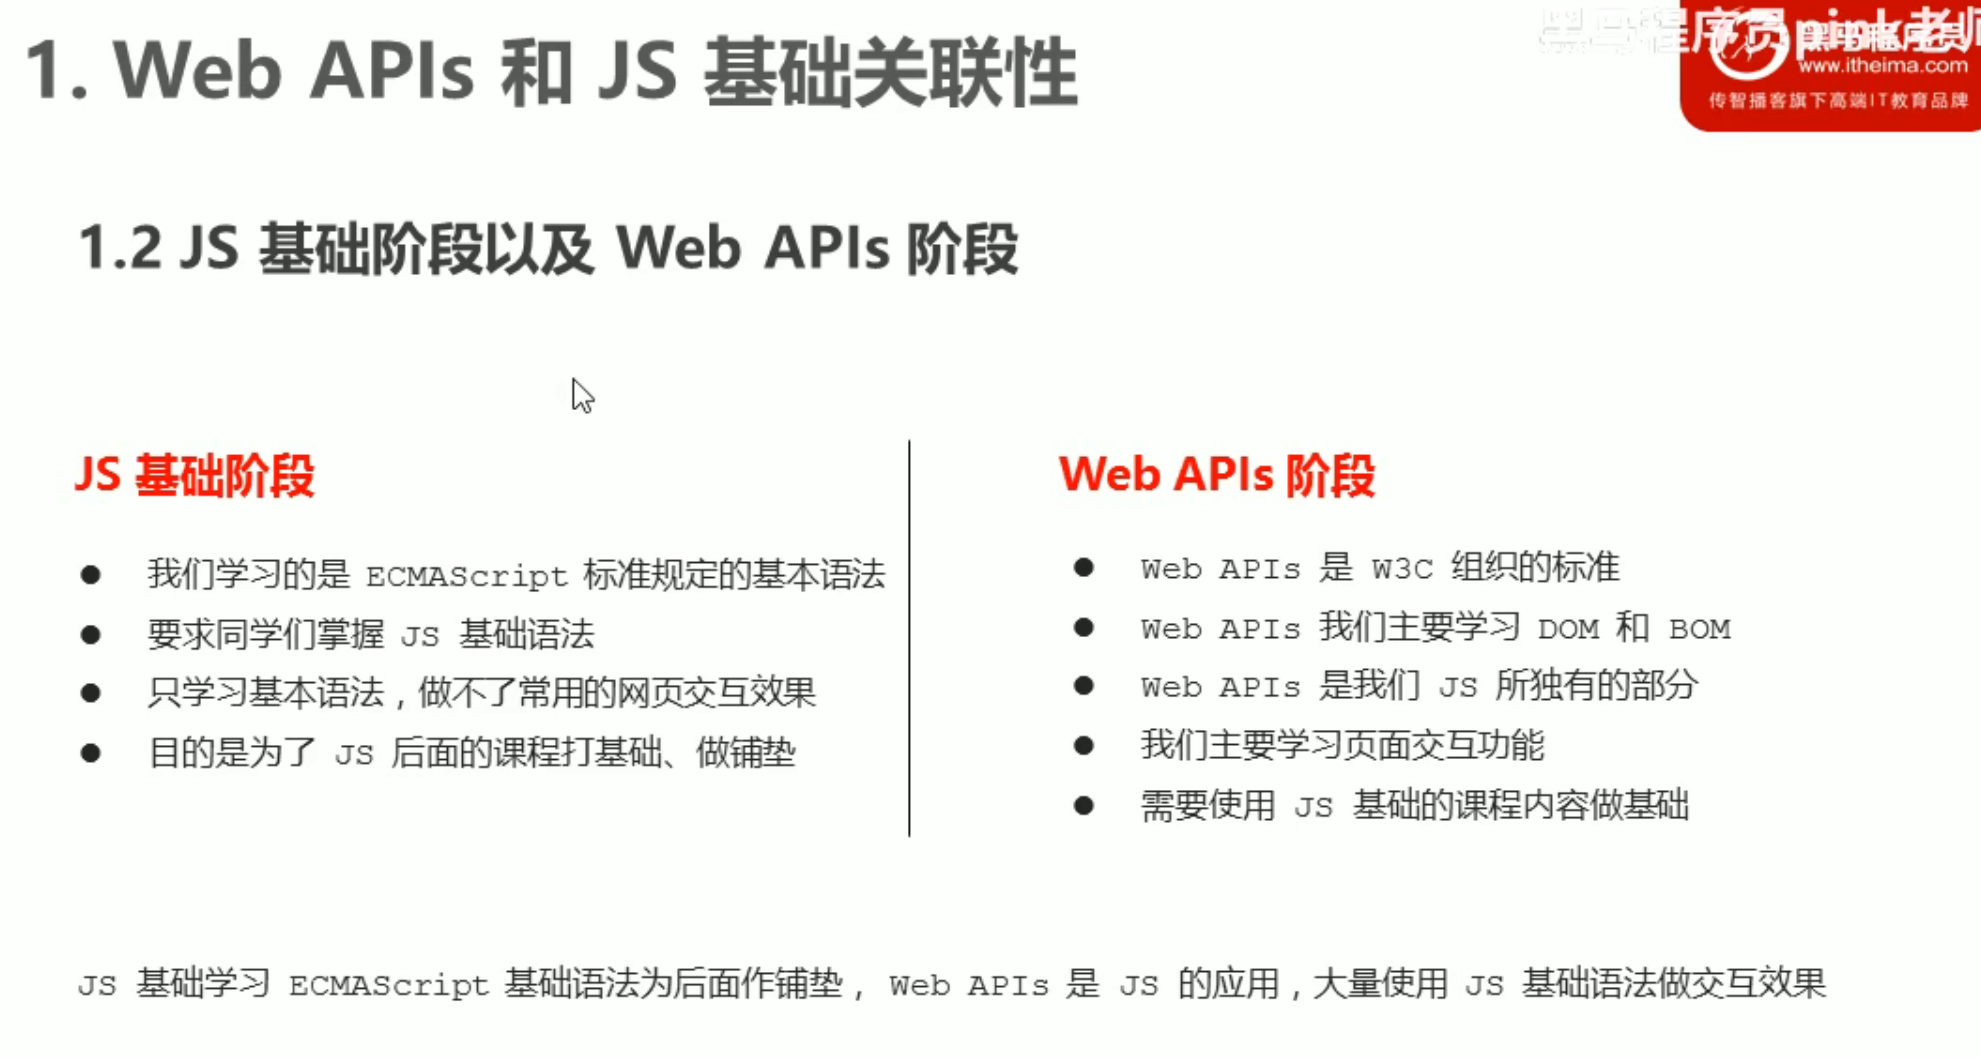 1. Web APIs 和 JS 基础关联性
黑马程序员pink老师
www.itheima.com
传智播客旗下高端IT教育品牌
1.2 JS 基础阶段以及 Web APIs 阶段
JS 基础阶段
● 我们学习的是 ECMAScript 标准规定的基本语法
● 要求同学们掌握 JS 基础语法
● 只学习基本语法，做不了常用的网页交互效果
● 目的是为了 JS 后面的课程打基础、做铺垫
Web APIs 阶段
● Web APIs 是 W3C 组织的标准
● Web APIs 我们主要学习 DOM 和 BOM
● Web APIs 是我们 JS 所独有的部分
● 我们主要学习页面交互功能
● 需要使用 JS 基础的课程内容做基础
JS 基础学习 ECMAScript 基础语法为后面作铺垫，Web APIs 是 JS 的应用，大量使用 JS 基础语法做交互效果